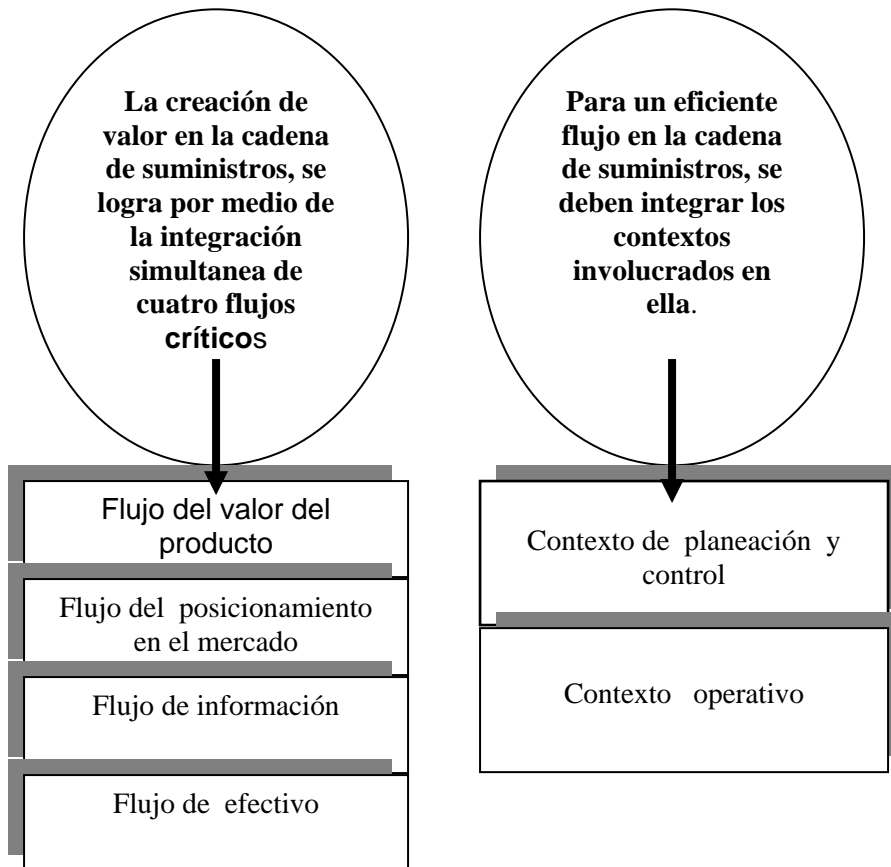 La creación de
valor en la cadena
de suministros, se
logra por medio de
la integración
simultanea de
cuatro flujos
críticos
Flujo del valor del
producto
Flujo del posicionamiento
en el mercado
Flujo de información
Flujo de efectivo
Para un eficiente
flujo en la cadena
de suministros, se
deben integrar los
contextos
involucrados en
ella.
Contexto de planeación y
control
Contexto operativo